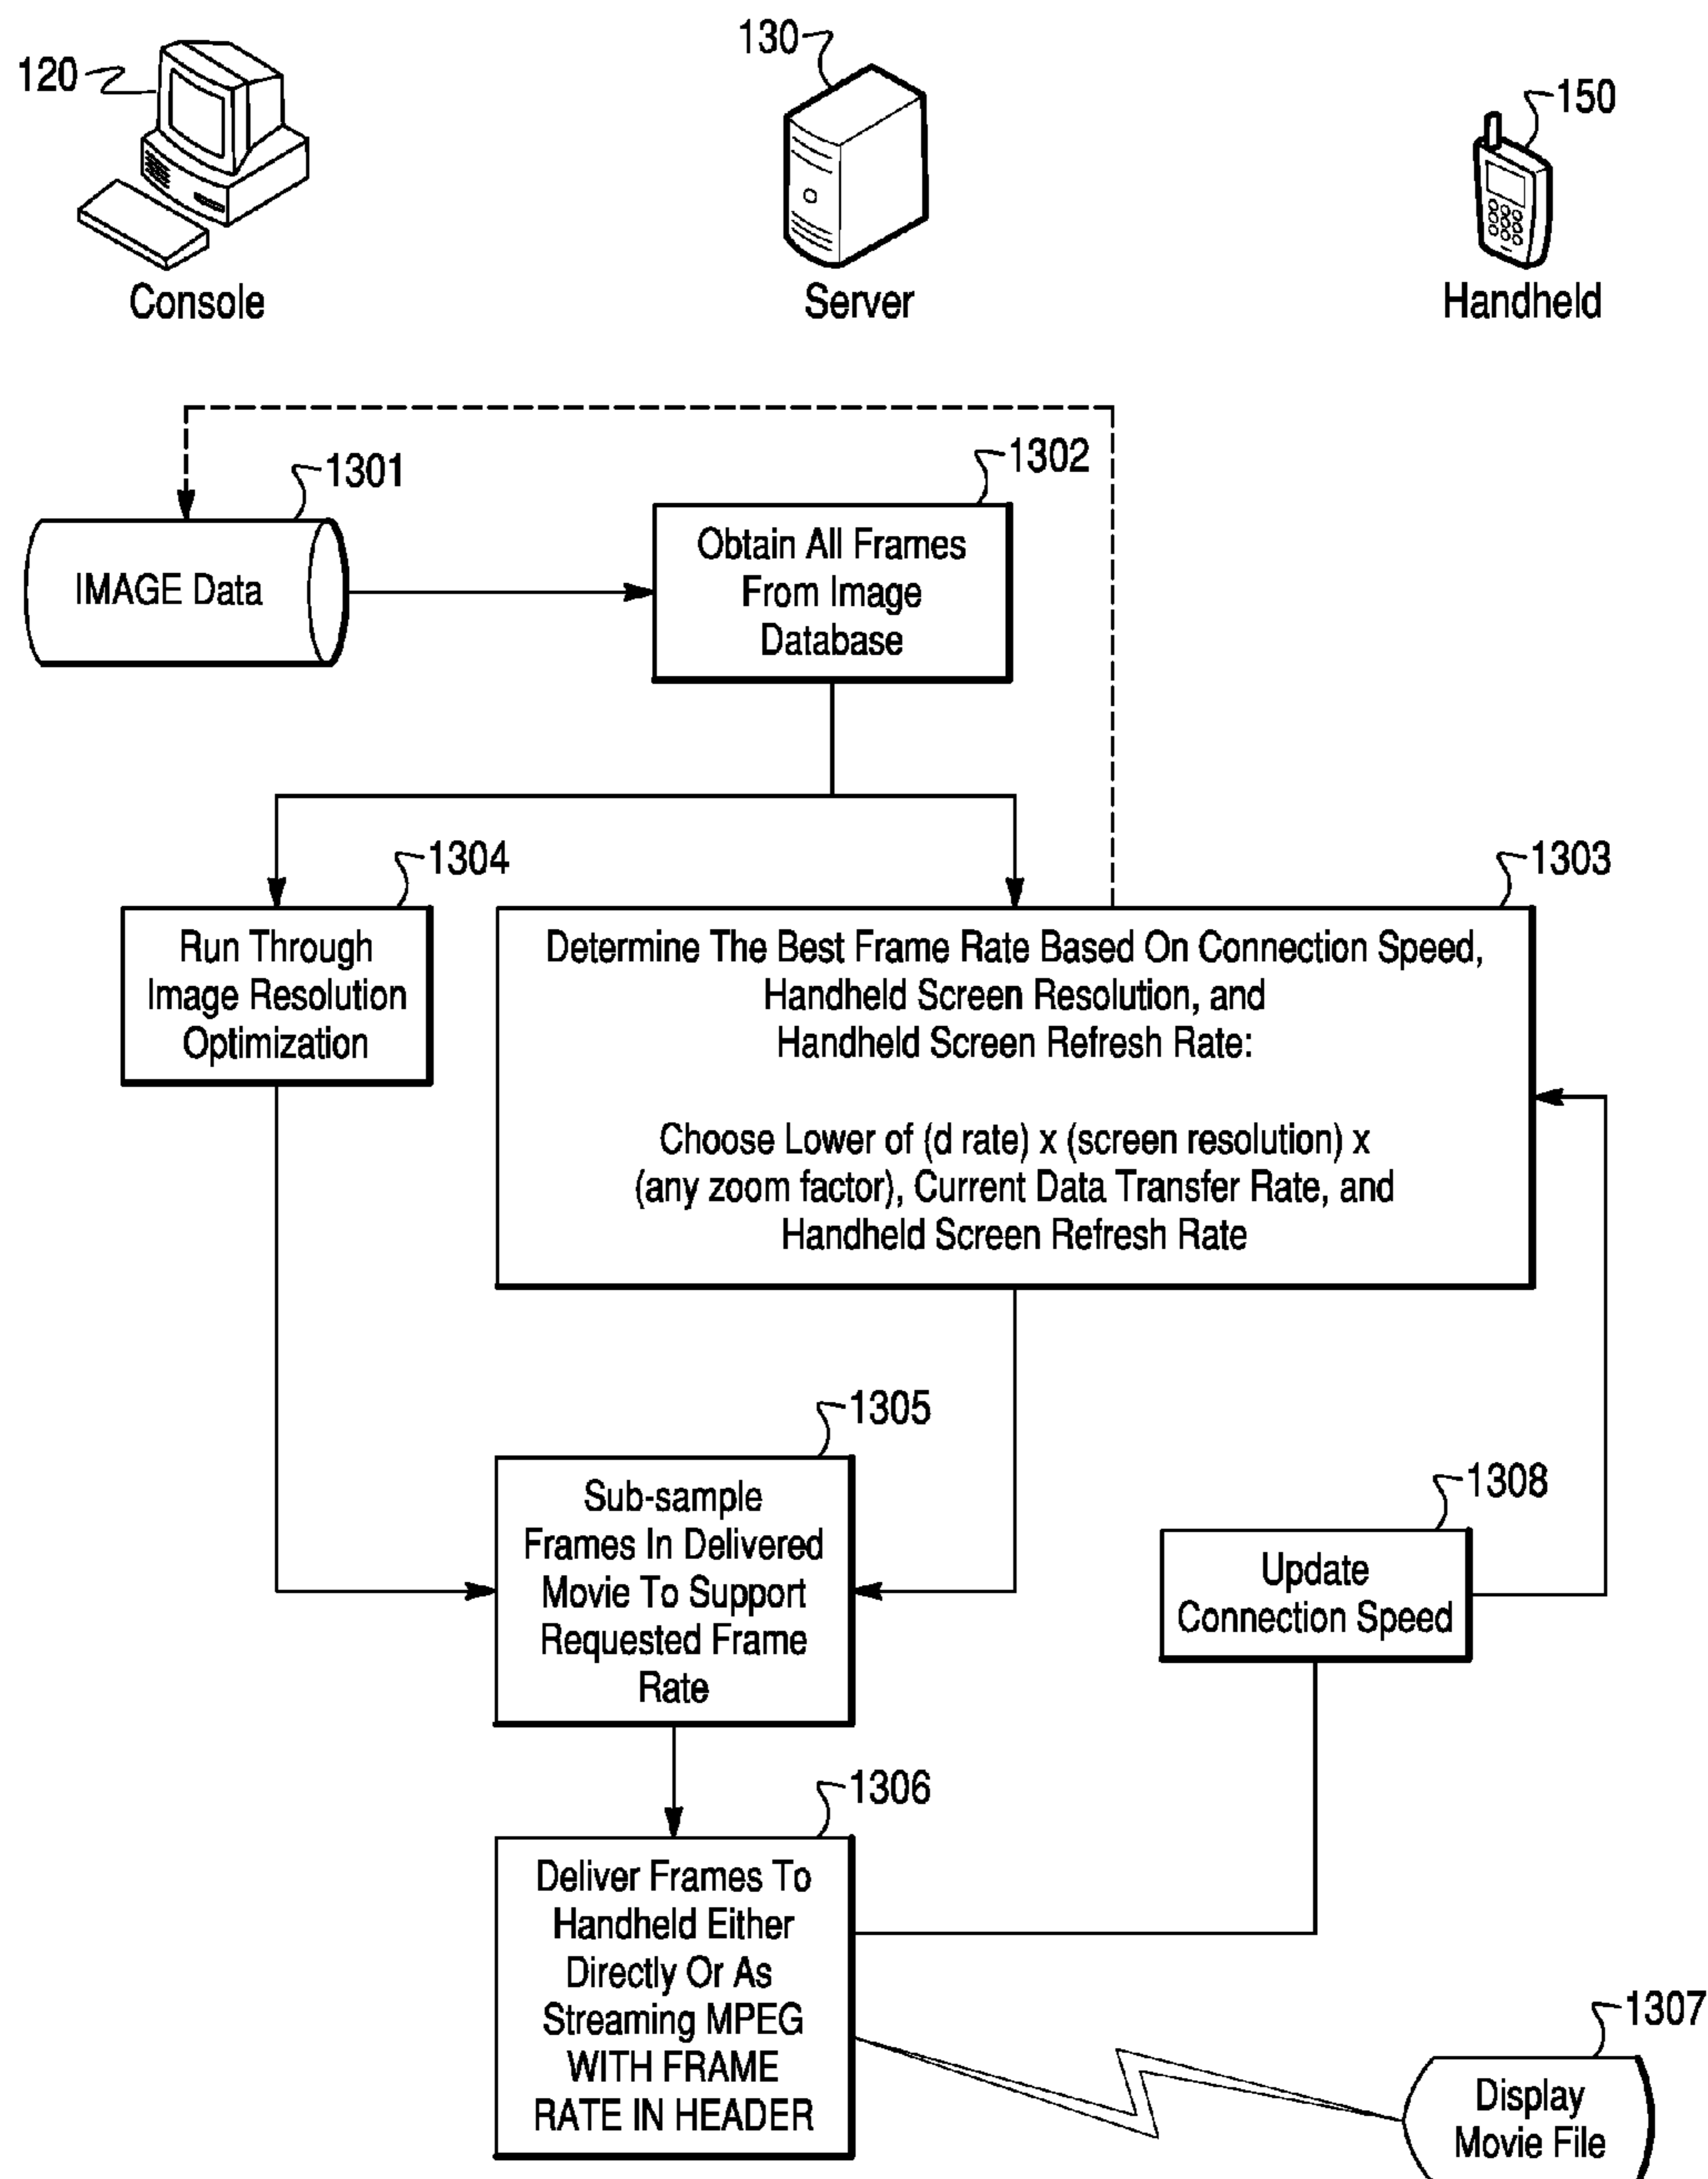 120
130
150
Console
Server
Handheld
1301
1302
IMAGE Data
Obtain All Frames
From Image
Database
1304
1303
Run Through
Image Resolution
Optimization
Determine The Best Frame Rate Based On Connection Speed,
Handheld Screen Resolution, and
Handheld Screen Refresh Rate:
Choose Lower of (d rate) x (screen resolution) x
(any zoom factor), Current Data Transfer Rate, and
Handheld Screen Refresh Rate
1305
Sub-sample
Frames In Delivered
Movie To Support
Requested Frame
Rate
1308
Update
Connection Speed
1306
Deliver Frames To
Handheld Either
Directly Or As
Streaming MPEG
WITH FRAME
RATE IN HEADER
1307
Display
Movie File